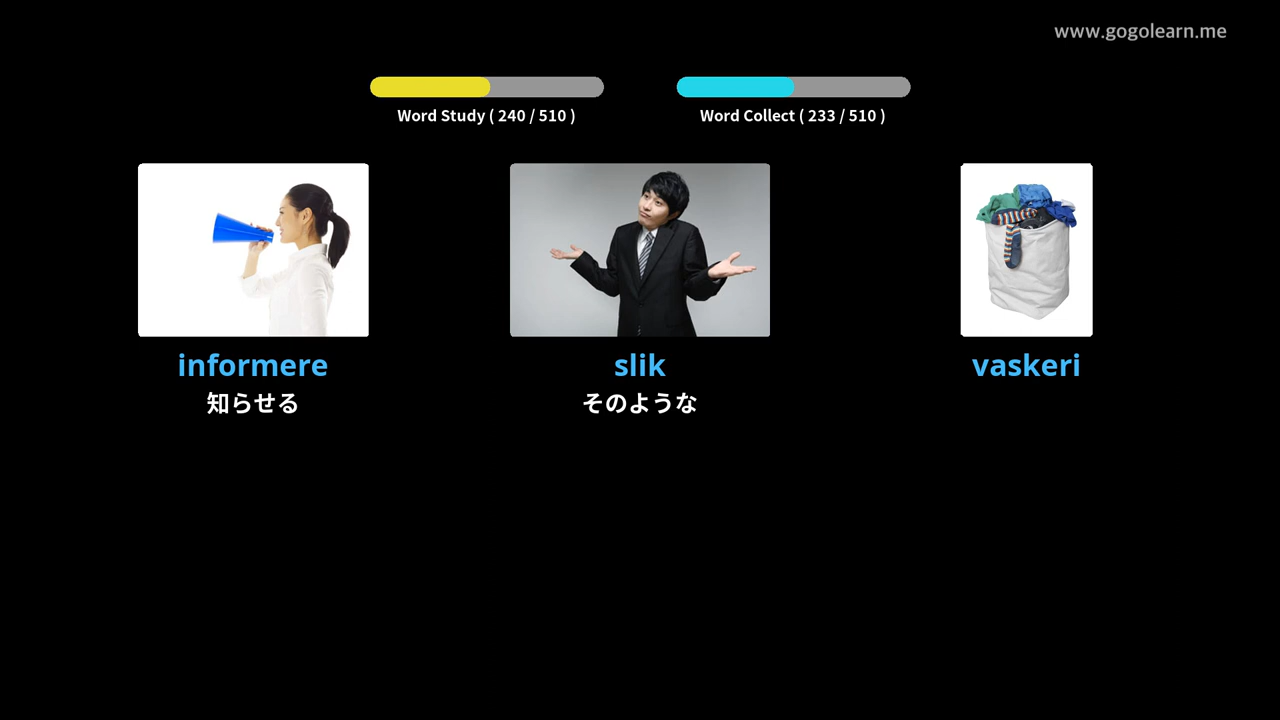 www.gogolearn.me
Word Study ( 240 / 510 )
Word Collect ( 233 / 510 )
informere
知らせる
slik
そのような
vaskeri